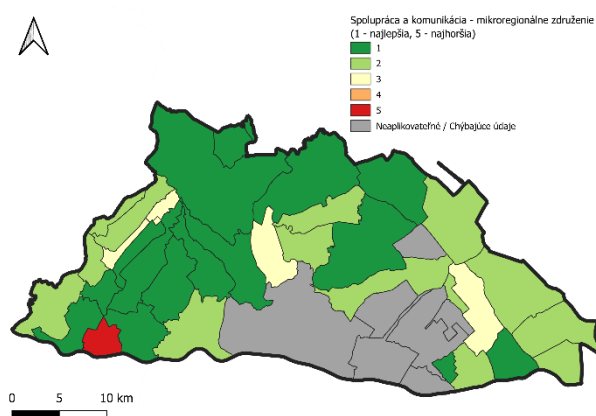 Spolupráca a komunikácia - mikroregionálne združenie
(1 - najlepšia, 5 - najhoršia)
1
2
3
4
5
Neaplikovateľné / Chýbajúce údaje
0 5 10 km